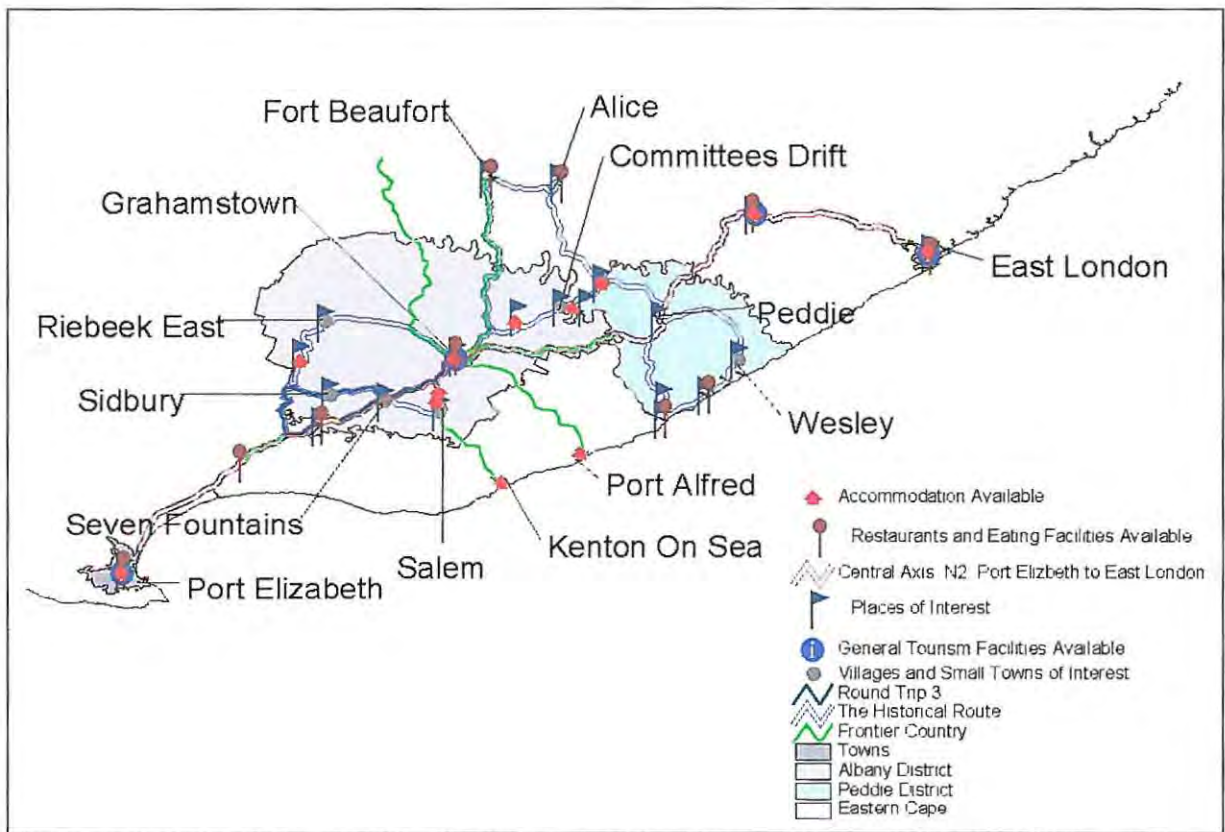 Fort Beaufort
Alice
Committees Drift
Grahamstown
East London
Riebeek East
Peddie
Sidbury
Wesley
Port Alfred
Seven Fountains
Kenton On Sea
Salem
Port Elizabeth
Accommodation Available
Restaurants and Eating Facilities Available
Central Axis N2 Port Elizbeth to East London
Places of Interest
i General Tourism Facilities Available
Villages and Small Towns of Interest
Round Trip 3
The Historical Route
Frontier Country
Towns
Albany District
Peddie District
Eastern Cape